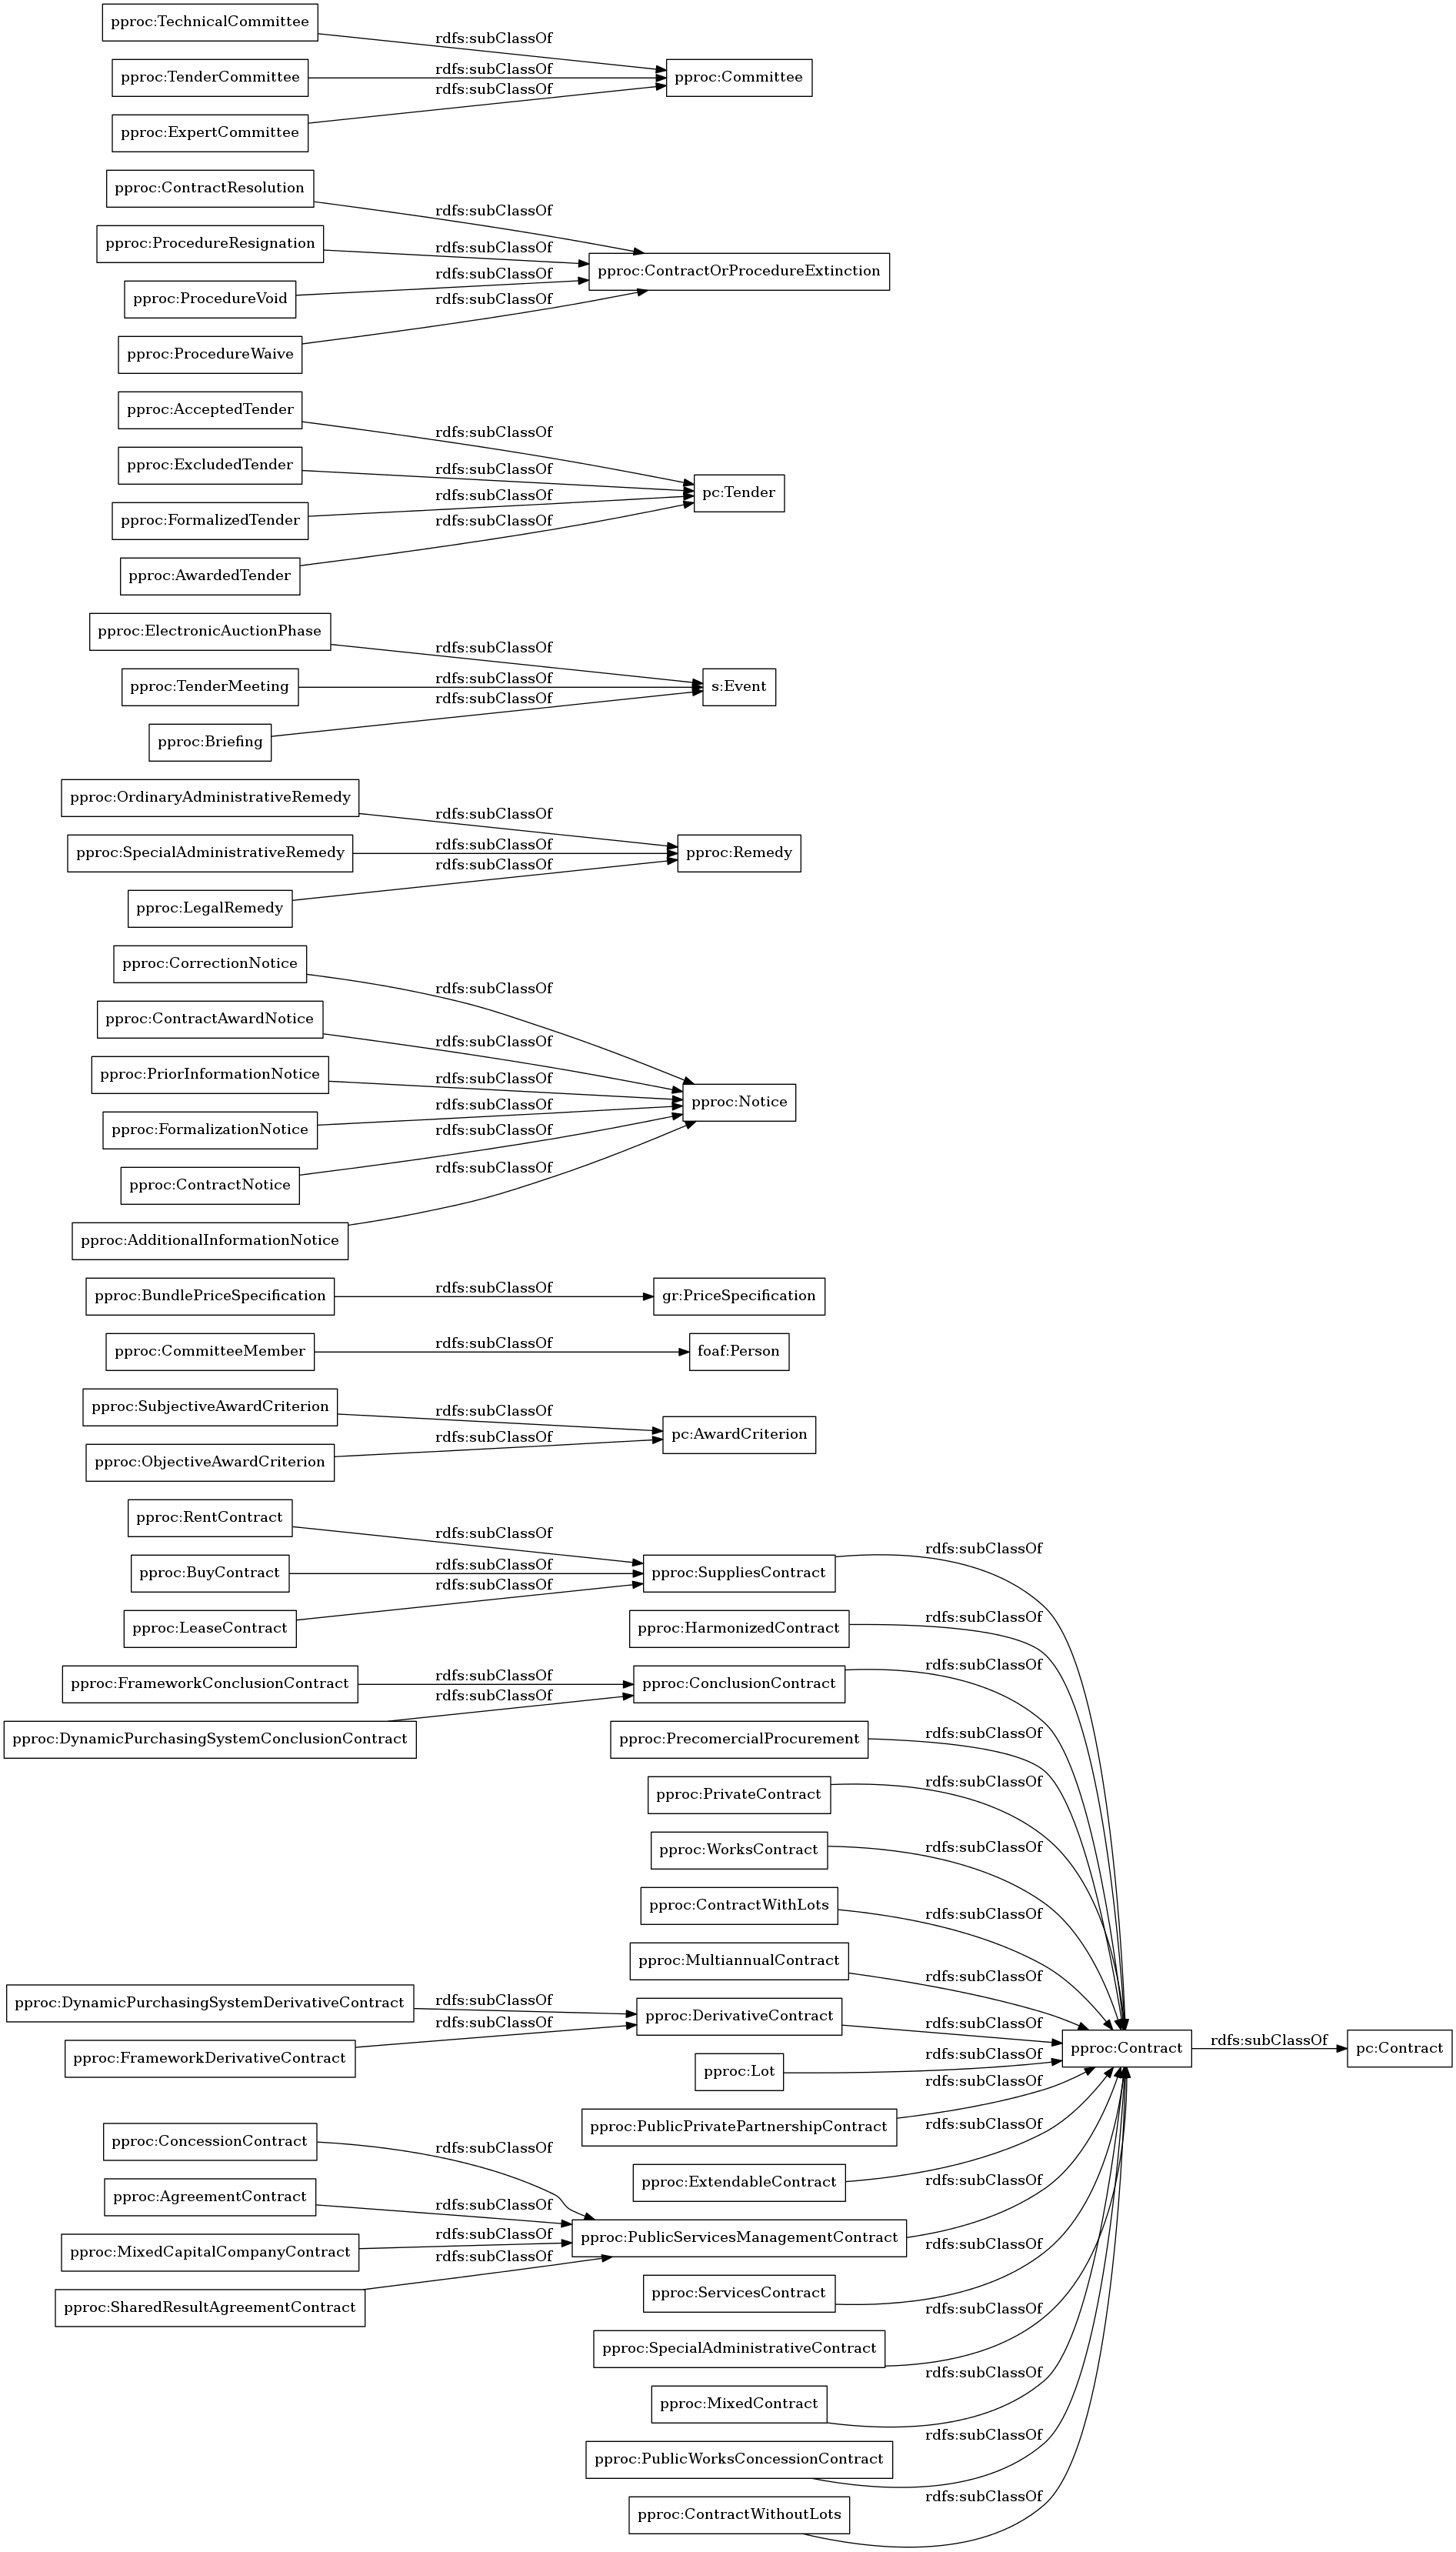 pproc:TechnicalCommittee
rdfs:subClassOf
pproc:TenderCommittee
rdfs:subClassOf
pproc:Committee
rdfs:subClassOf
pproc:ExpertCommittee
pproc:ContractResolution
rdfs:subClassOf
pproc:ProcedureResignation
rdfs:subClassOf
pproc:ContractOrProcedureExtinction
rdfs:subClassOf
pproc:ProcedureVoid
rdfs:subClassOf
pproc:ProcedureWaive
pproc:AcceptedTender
rdfs:subClassOf
pproc:ExcludedTender
rdfs:subClassOf
pc:Tender
rdfs:subClassOf
pproc:FormalizedTender
rdfs:subClassOf
pproc:AwardedTender
pproc:ElectronicAuctionPhase
rdfs:subClassOf
pproc:TenderMeeting
rdfs:subClassOf
s:Event
rdfs:subClassOf
pproc:Briefing
pproc:OrdinaryAdministrativeRemedy
rdfs:subClassOf
pproc:SpecialAdministrativeRemedy
rdfs:subClassOf
pproc:Remedy
rdfs:subClassOf
pproc:LegalRemedy
pproc:CorrectionNotice
rdfs:subClassOf
pproc:ContractAwardNotice
rdfs:subClassOf
pproc:PriorInformationNotice
rdfs:subClassOf
pproc:Notice
rdfs:subClassOf
pproc:FormalizationNotice
rdfs:subClassOf
pproc:ContractNotice
rdfs:subClassOf
pproc:AdditionalInformationNotice
pproc:BundlePriceSpecification
rdfs:subClassOf
gr:PriceSpecification
pproc:CommitteeMember
rdfs:subClassOf
foaf:Person
pproc:SubjectiveAwardCriterion
rdfs:subClassOf
pc:AwardCriterion
rdfs:subClassOf
pproc:ObjectiveAwardCriterion
pproc:RentContract
rdfs:subClassOf
pproc:BuyContract
rdfs:subClassOf
pproc:SuppliesContract
rdfs:subClassOf
rdfs:subClassOf
pproc:LeaseContract
pproc:HarmonizedContract
rdfs:subClassOf
pproc:FrameworkConclusionContract
rdfs:subClassOf
pproc:ConclusionContract
rdfs:subClassOf
rdfs:subClassOf
pproc:DynamicPurchasingSystemConclusionContract
pproc:PrecomercialProcurement
rdfs:subClassOf
pproc:PrivateContract
rdfs:subClassOf
pproc:WorksContract
rdfs:subClassOf
pproc:ContractWithLots
rdfs:subClassOf
pproc:MultiannualContract
rdfs:subClassOf
pproc:DynamicPurchasingSystemDerivativeContract
rdfs:subClassOf
pproc:DerivativeContract
rdfs:subClassOf
rdfs:subClassOf
pproc:FrameworkDerivativeContract
pproc:Lot
rdfs:subClassOf
pproc:Contract
rdfs:subClassOf
pc:Contract
pproc:PublicPrivatePartnershipContract
rdfs:subClassOf
pproc:ExtendableContract
rdfs:subClassOf
pproc:ConcessionContract
rdfs:subClassOf
pproc:AgreementContract
rdfs:subClassOf
pproc:MixedCapitalCompanyContract
rdfs:subClassOf
pproc:PublicServicesManagementContract
rdfs:subClassOf
rdfs:subClassOf
pproc:SharedResultAgreementContract
pproc:ServicesContract
rdfs:subClassOf
pproc:SpecialAdministrativeContract
rdfs:subClassOf
pproc:MixedContract
rdfs:subClassOf
pproc:PublicWorksConcessionContract
rdfs:subClassOf
pproc:ContractWithoutLots
rdfs:subClassOf